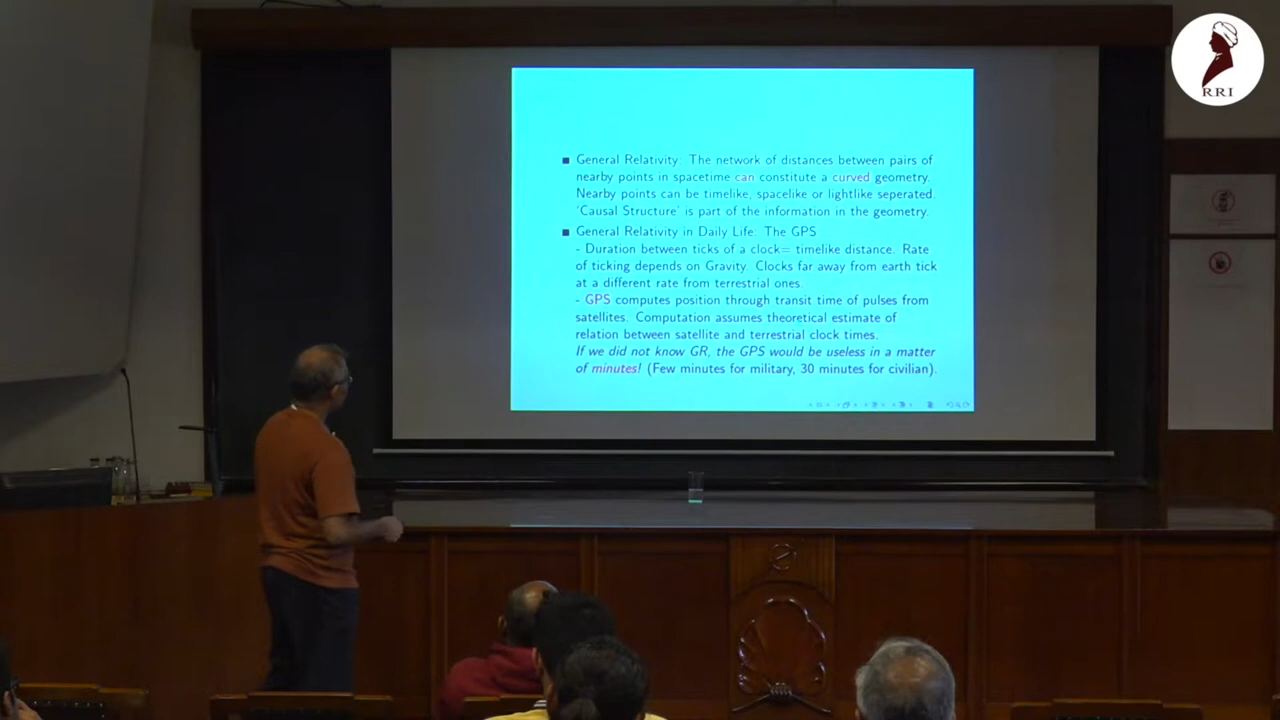 General Relativity: The network of distances between pairs of
nearby points in spacetime can constitute a curved geometry.
Nearby points can be timelike, spacelike or lightlike seperated.
'Causal Structure' is part of the information in the geometry.
General Relativity in Daily Life: The GPS
- Duration between ticks of a clock= timelike distance. Rate
of ticking depends on Gravity. Clocks far away from earth tick
at a different rate from terrestrial ones.
- GPS computes position through transit time of pulses from
satellites. Computation assumes theoretical estimate of
relation between satellite and terrestrial clock times.
If we did not know GR, the GPS would be useless in a matter
of minutes! (Few minutes for military, 30 minutes for civilian).
RRI